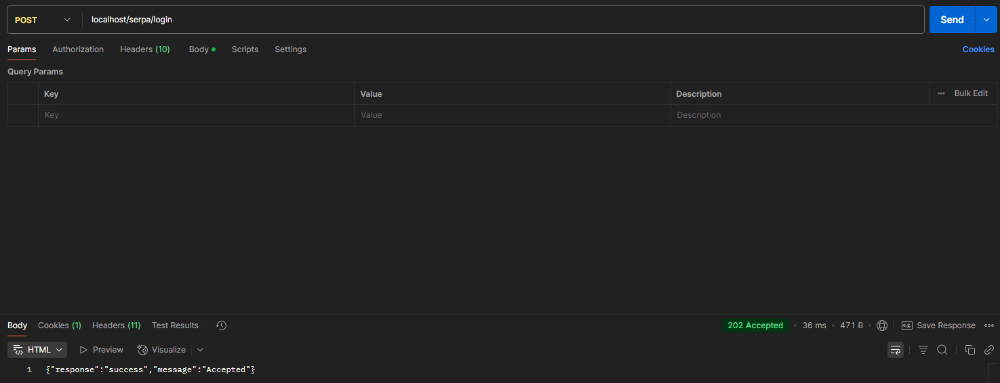 POST localhost/serpa/login Send
Params Authorization Headers (10) Body Scripts Settings Cookies
Query Params
Key Value Description Bulk Edit
Key Value Description
Body Cookies (1) Headers (11) Test Results 202 Accepted 36 ms 471 B e.g. Save Response
HTML Preview Visualize
1 {"response":"success","message":"Accepted"}